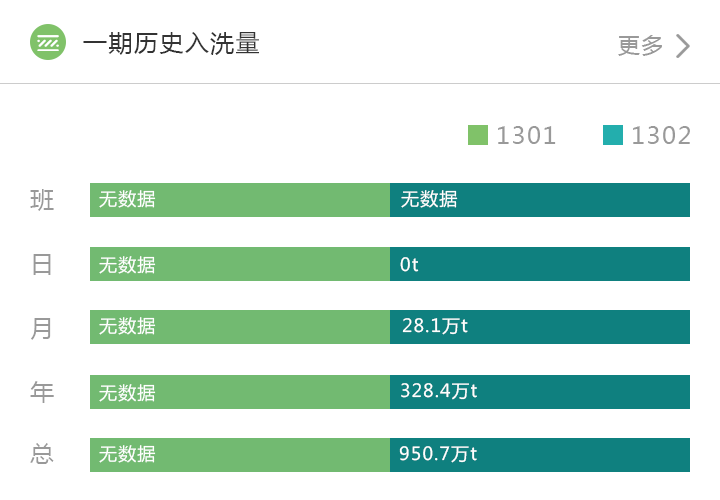 一期历史入洗量 更多
1301 1302
班 无数据 无数据
日 无数据 0t
月 无数据 28.1万t
年 无数据 328.4万t
总 无数据 950.7万t